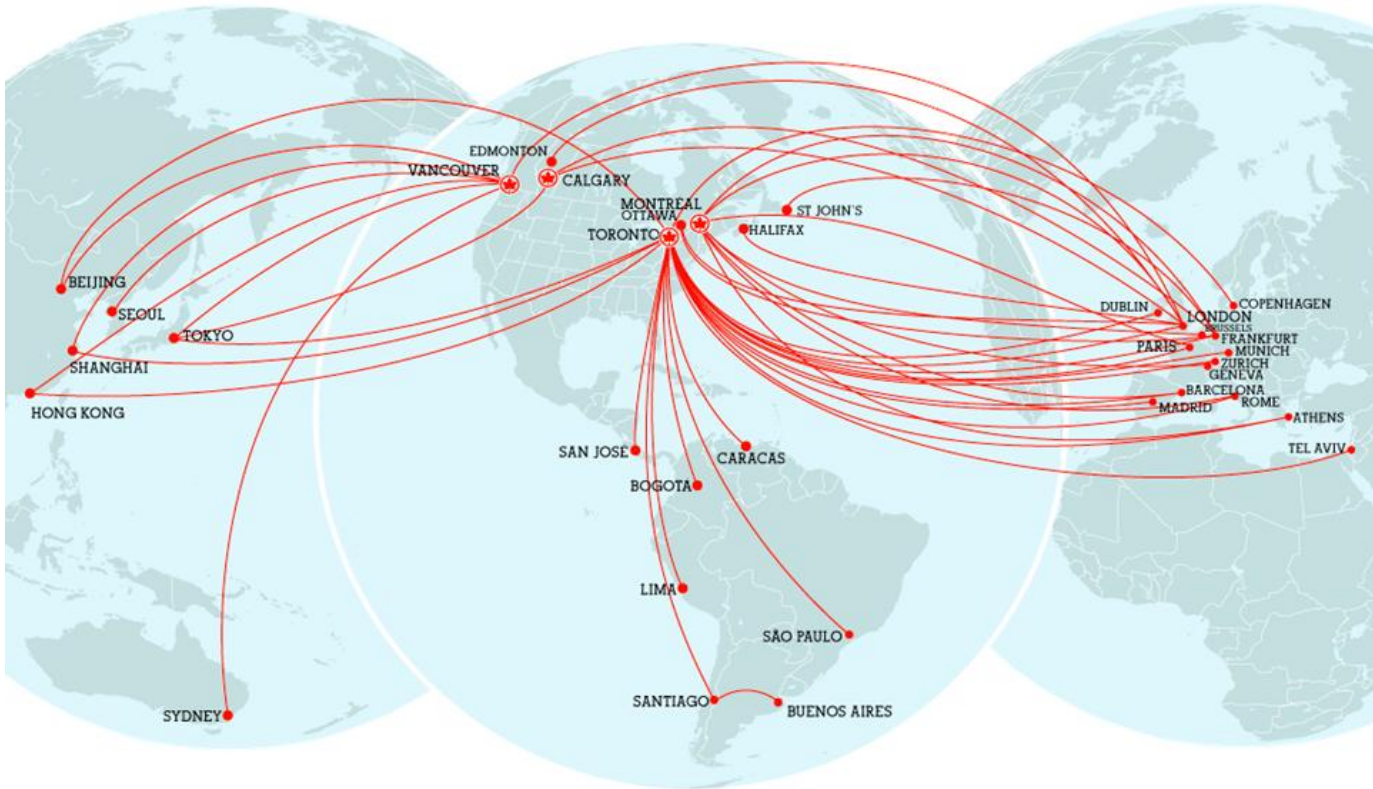 EDMONTON
VANCOUVER
CALGARY
MONTRÉAL
OTTAWA
TORONTO
ST JOHN'S
HALIFAX
BEIJING
SEOUL
TOKYO
SHANGHAI
HONG KONG
SYDNEY
SAN JOSÉ
CARACAS
BOGOTA
LIMA
SÃO PAULO
SANTIAGO
BUENOS AIRES
DUBLIN
COPENHAGEN
LONDON
BRUSSELS
FRANKFURT
PARIS
MUNICH
ZURICH
GENEVA
BARCELONA
MADRID
ROME
ATHENS
TEL AVIV